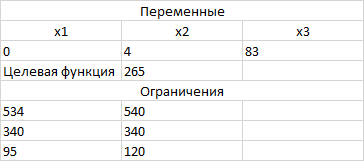 Переменные
x1 x2 x3
0 4 83
Целевая функция 265
Ограничения
534 540
340 340
95 120